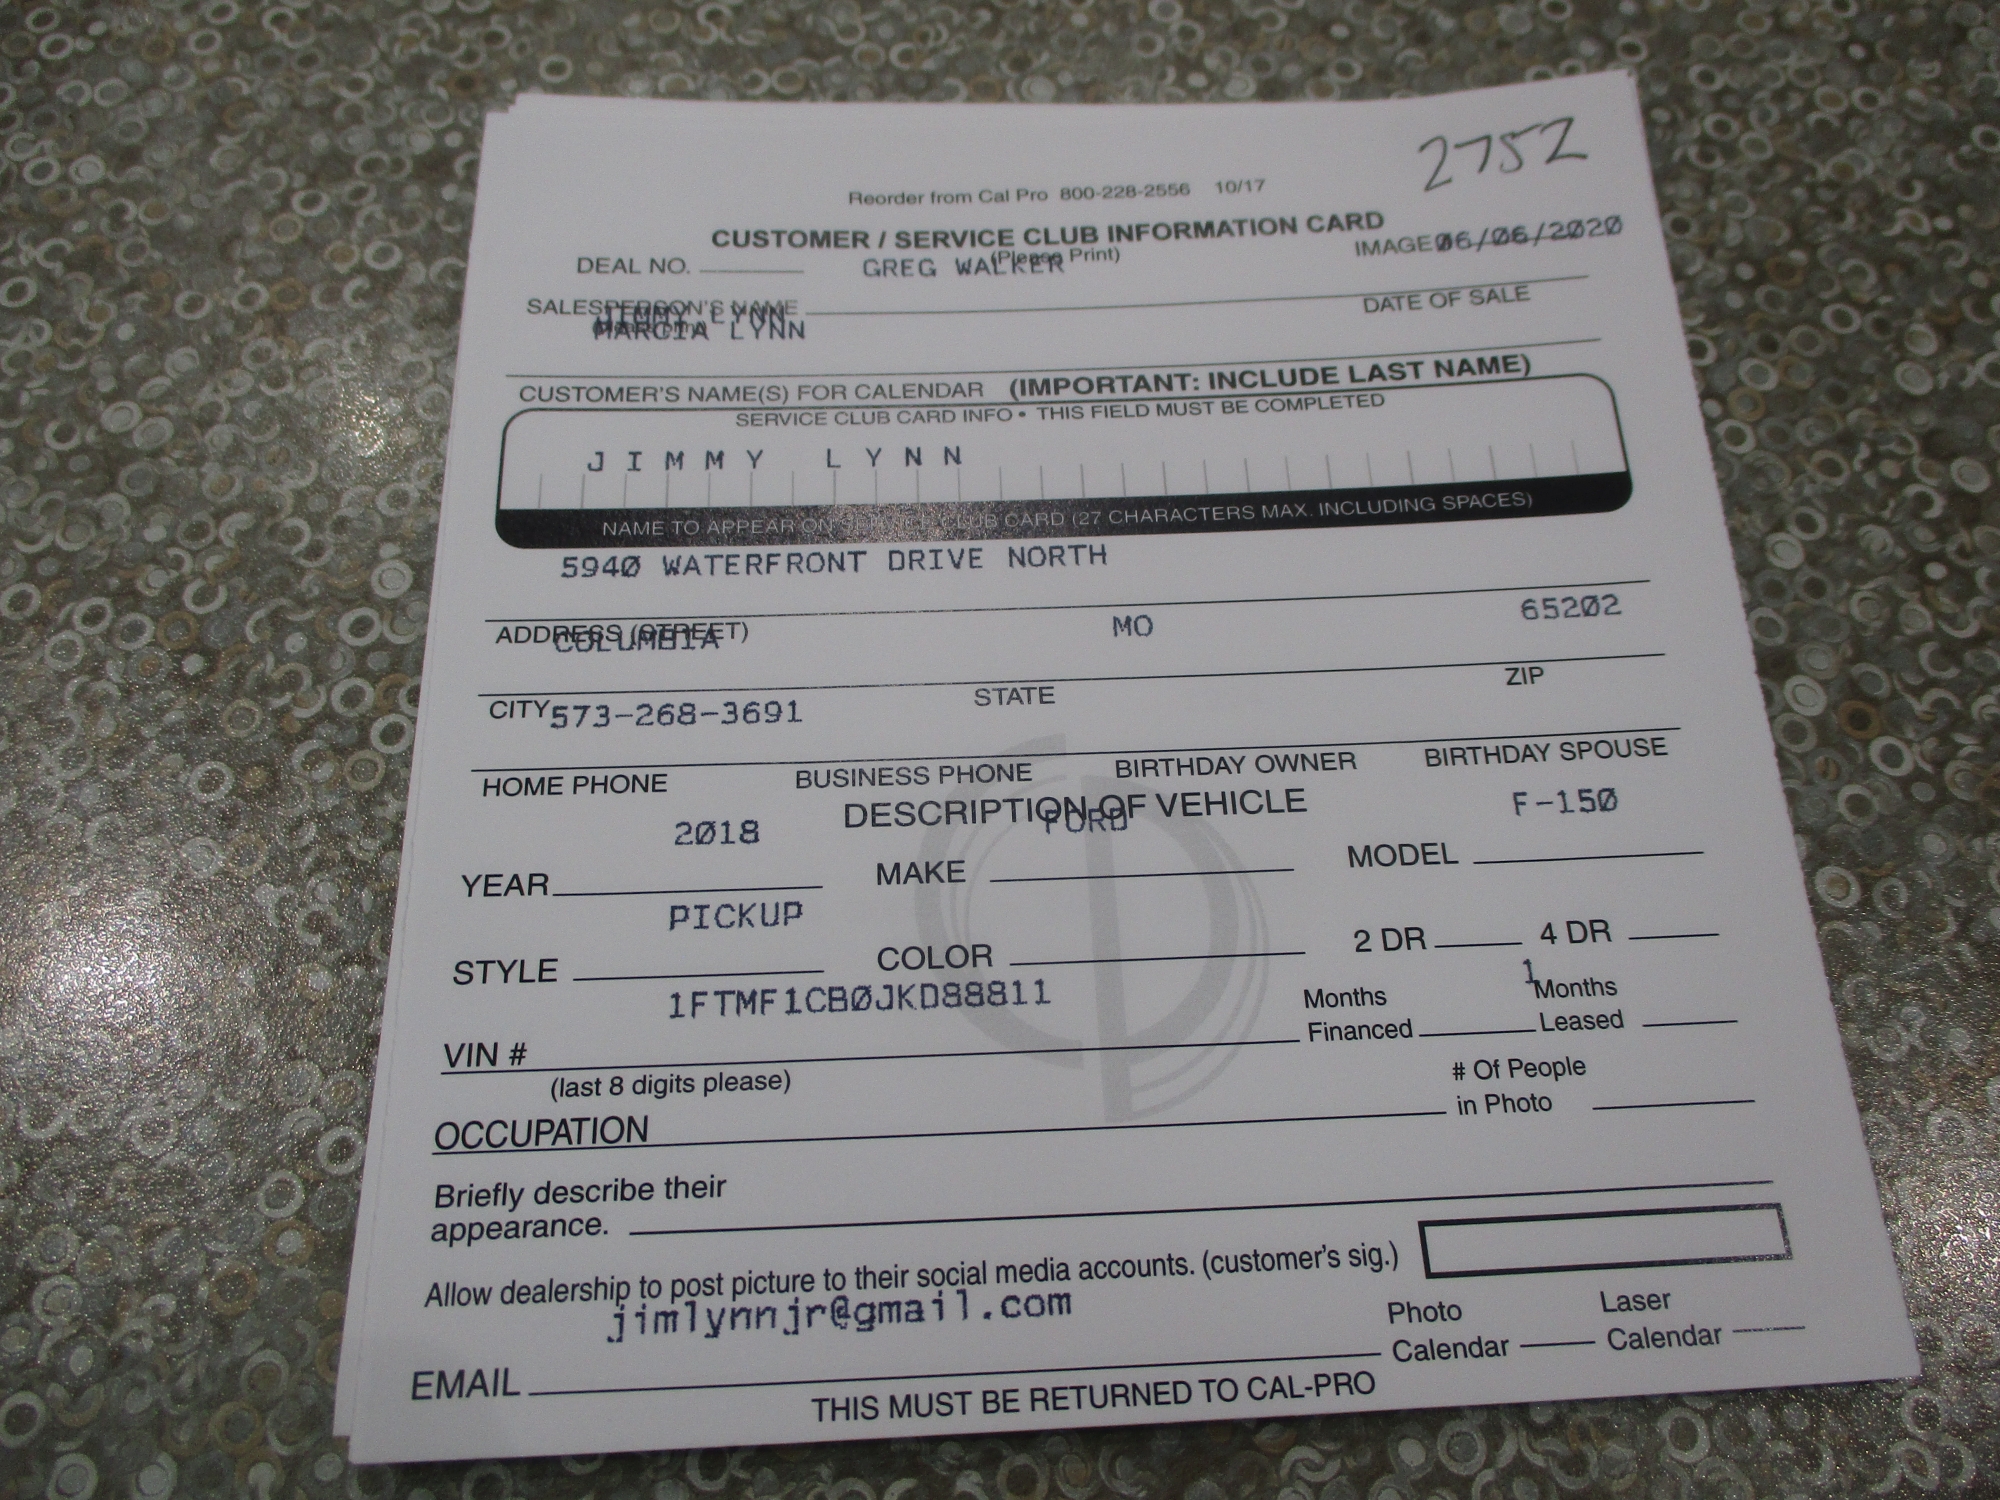 2752
Reorder from Cal Pro 800-228-2556 10/17
CUSTOMER / SERVICE CLUB INFORMATION CARD
(Please Print)
IMAGE 06/06/2020
DEAL NO. GREG WALKER
SALESPERSON'S NAME DATE OF SALE
JIMMY LYNN
MARCIA LYNN
CUSTOMER'S NAME(S) FOR CALENDAR (IMPORTANT: INCLUDE LAST NAME)
SERVICE CLUB CARD INFO • THIS FIELD MUST BE COMPLETED
JIMMY LYNN
NAME TO APPEAR ON SERVICE CLUB CARD (27 CHARACTERS MAX. INCLUDING SPACES)
5940 WATERFRONT DRIVE NORTH
ADDRESS (STREET)
COLUMBIA MO 65202
CITY STATE ZIP
573-268-3691
HOME PHONE BUSINESS PHONE BIRTHDAY OWNER BIRTHDAY SPOUSE
DESCRIPTION OF VEHICLE
2018 FORD F-150
YEAR MAKE MODEL
PICKUP
STYLE COLOR 2 DR 4 DR
1FTMF1CB0JKD88811 1
VIN # Months Financed Months Leased
(last 8 digits please)
OCCUPATION # Of People in Photo
Briefly describe their
appearance.
Allow dealership to post picture to their social media accounts. (customer's sig.)
jimlynnjr@gmail.com
EMAIL Photo Calendar Laser Calendar
THIS MUST BE RETURNED TO CAL-PRO